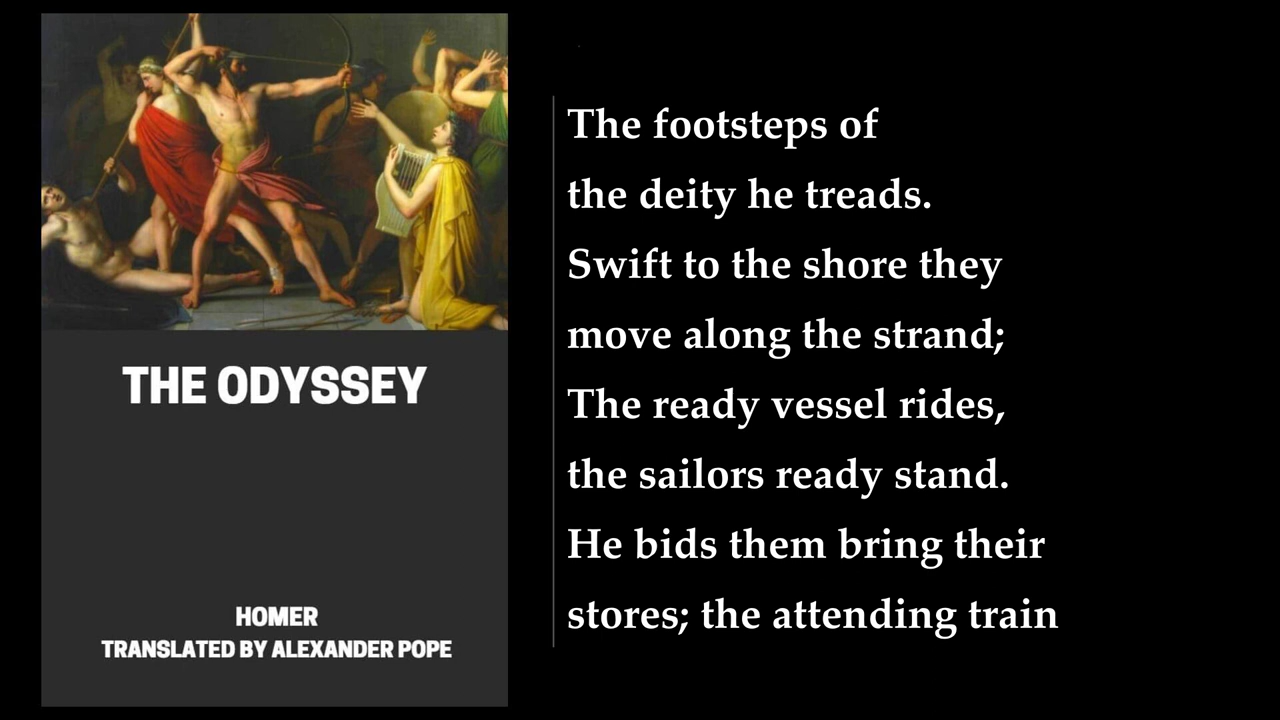 THE ODYSSEY
HOMER
TRANSLATED BY ALEXANDER POPE
The footsteps of
the deity he treads.
Swift to the shore they
move along the strand;
The ready vessel rides,
the sailors ready stand.
He bids them bring their
stores; the attending train